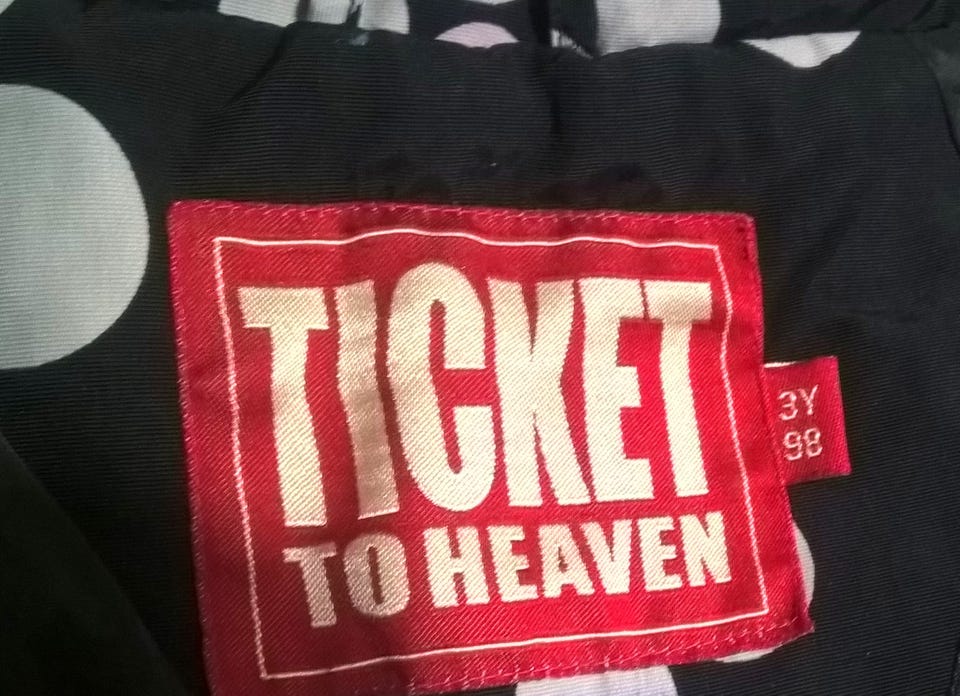 TICKET
TO HEAVEN
3Y
98